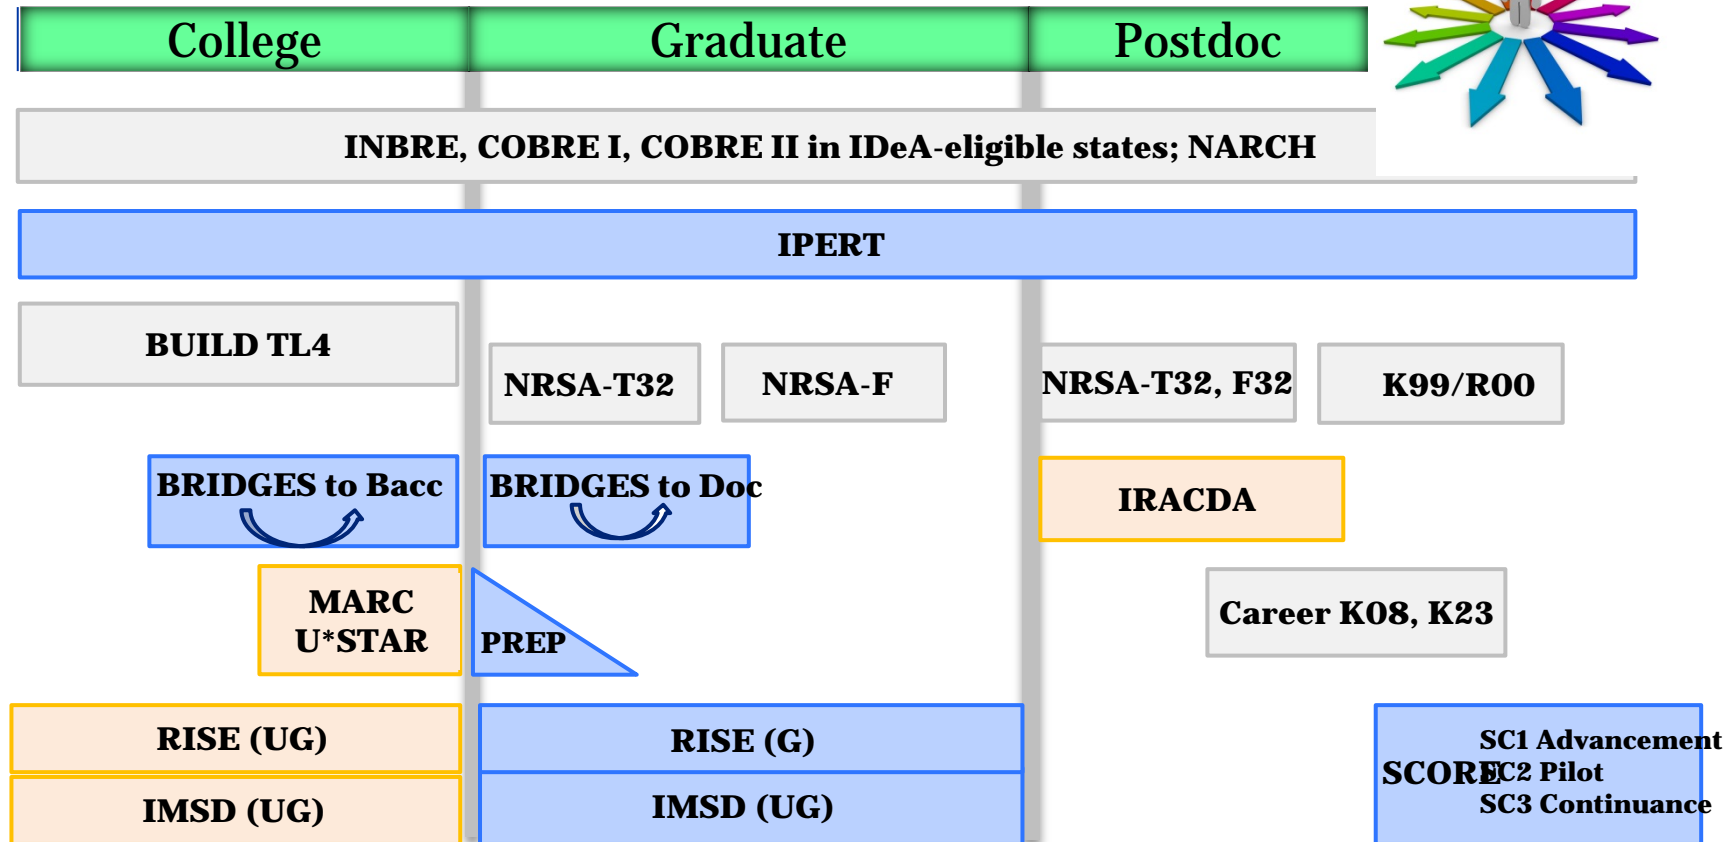 College
Graduate
Postdoc
INBRE, COBRE I, COBRE II in IDeA-eligible states; NARCH
IPERT
BUILD TL4
NRSA-T32
NRSA-F
NRSA-T32, F32
K99/R00
BRIDGES to Bacc
BRIDGES to Doc
IRACDA
MARC
U*STAR
PREP
Career K08, K23
RISE (UG)
RISE (G)
IMSD (UG)
IMSD (UG)
SCORE
SC1 Advancement
SC2 Pilot
SC3 Continuance